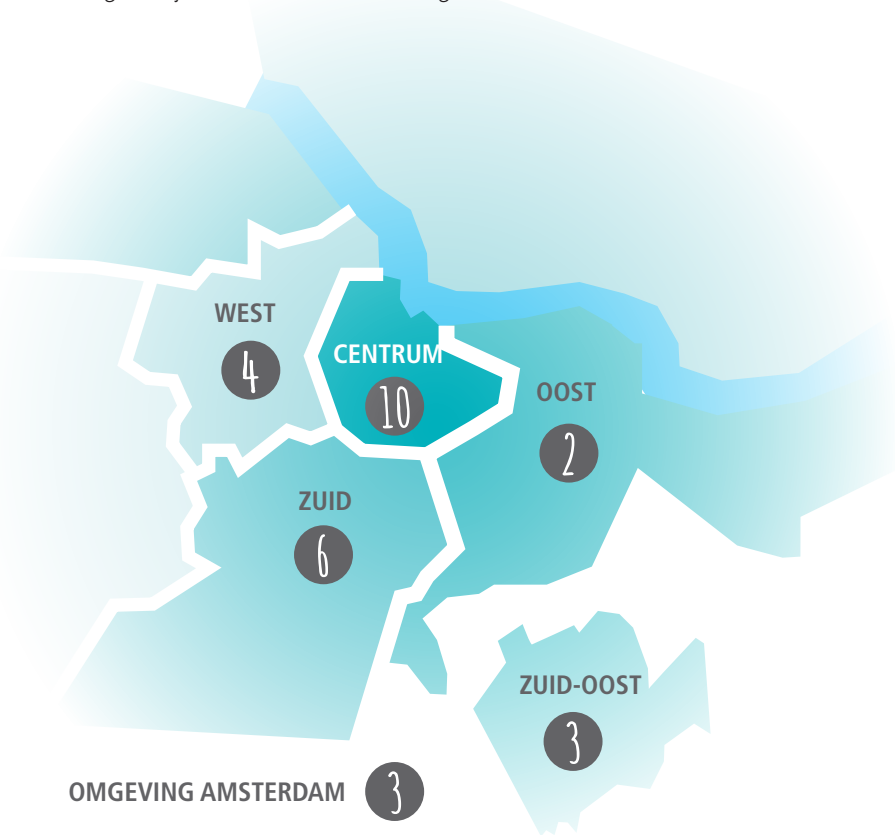 WEST
4
CENTRUM
10
OOST
2
ZUID
6
ZUID-OOST
3
OMGEVING AMSTERDAM 3